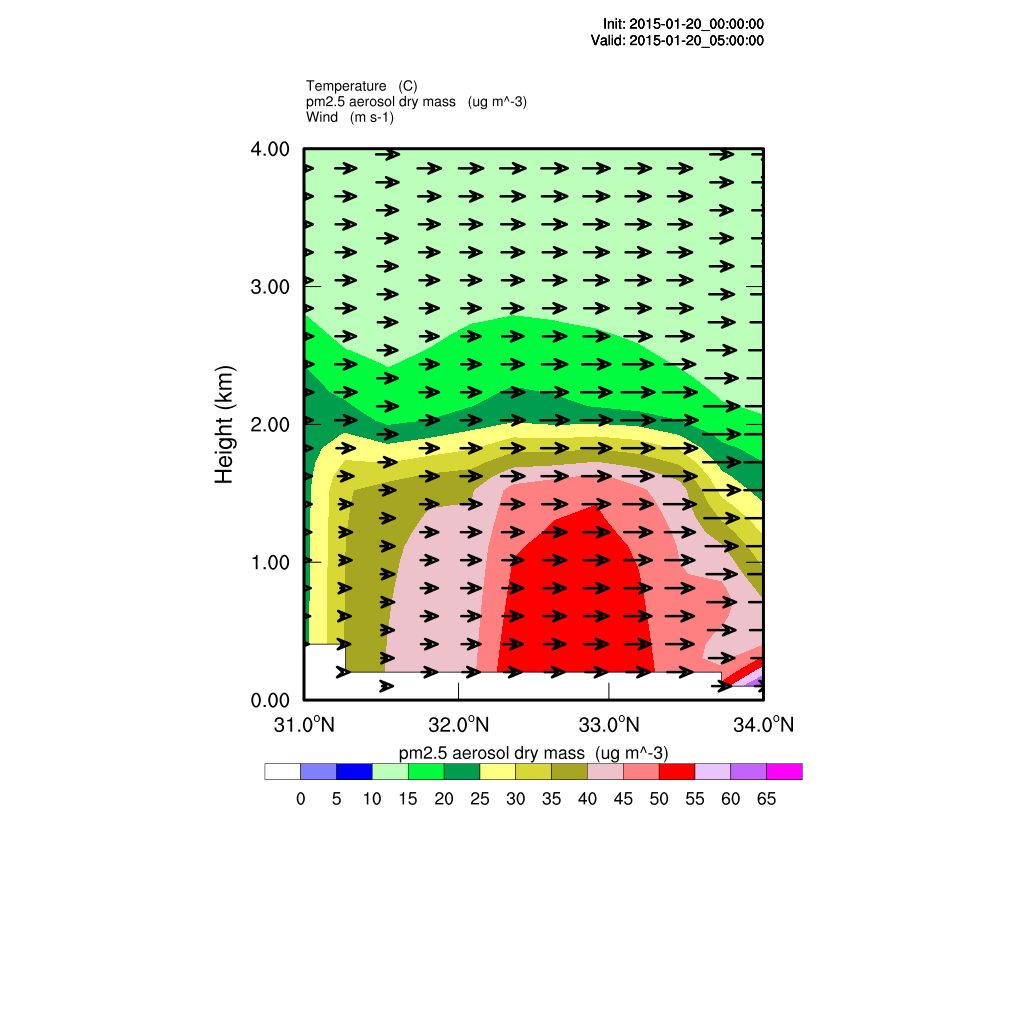 Init: 2015-01-20_00:00:00
Valid: 2015-01-20_05:00:00
Temperature (C)
pm2.5 aerosol dry mass (ug m^-3)
Wind (m s-1)
4.00
3.00
2.00
1.00
0.00
Height (km)
31.0°N 32.0°N 33.0°N 34.0°N
pm2.5 aerosol dry mass (ug m^-3)
0 5 10 15 20 25 30 35 40 45 50 55 60 65